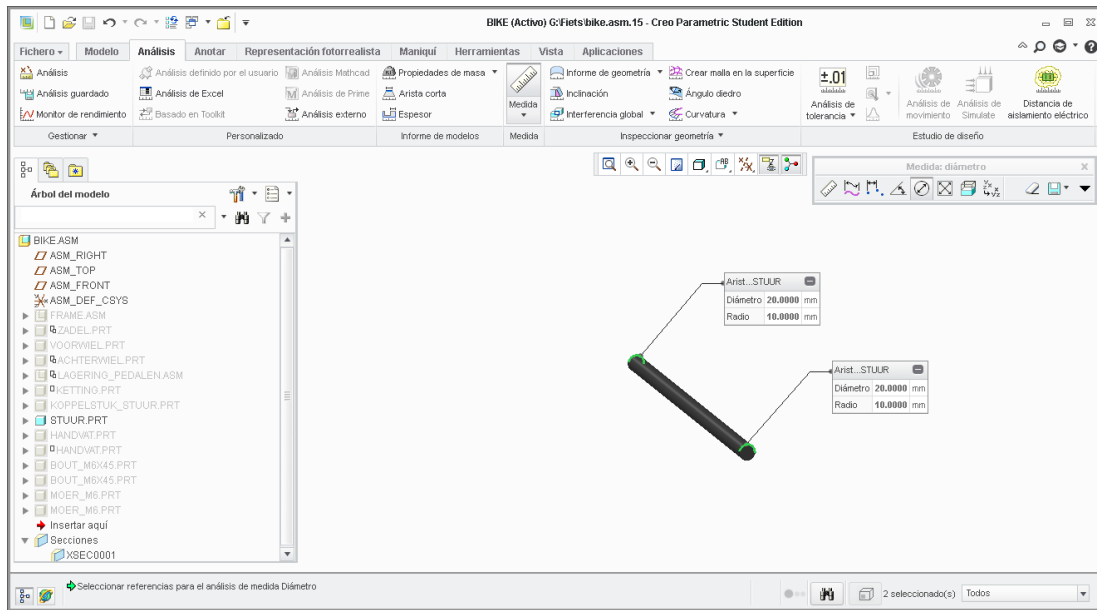 BIKE (Activo) G:\Fiets\bike.asm.15 - Creo Parametric Student Edition
Fichero Modelo Análisis Anotar Representación fotorrealista Maniquí Herramientas Vista Aplicaciones
Análisis Análisis definido por el usuario Análisis Mathcad Propiedades de masa Informe de geometría Crear malla en la superficie
Análisis guardado Análisis de Excel Análisis de Prime Arista corta Inclinación Ángulo diedro
Monitor de rendimiento Basado en Toolkit Análisis externo Espesor Interferencia global Curvatura
Medida
±.01
Análisis de tolerancia
Análisis de movimiento
Análisis de Simulate
Distancia de aislamiento eléctrico
Gestionar Personalizado Informe de modelos Medida Inspeccionar geometría Estudio de diseño
Medida: diámetro
Árbol del modelo
BIKE.ASM
ASM_RIGHT
ASM_TOP
ASM_FRONT
ASM_DEF_CSYS
FRAME.ASM
ZADEL.PRT
VOORWIEL.PRT
ACHTERWIEL.PRT
LAGERING_PEDALEN.ASM
KETTING.PRT
KOPPELSTUK_STUUR.PRT
STUUR.PRT
HANDVAT.PRT
HANDVAT.PRT
BOUT_M6X45.PRT
BOUT_M6X45.PRT
MOER_M6.PRT
MOER_M6.PRT
Insertar aquí
Secciones
XSEC0001
Arist...STUUR
Diámetro 20.0000 mm
Radio 10.0000 mm
Arist...STUUR
Diámetro 20.0000 mm
Radio 10.0000 mm
Seleccionar referencias para el análisis de medida Diámetro
2 seleccionado(s) Todos